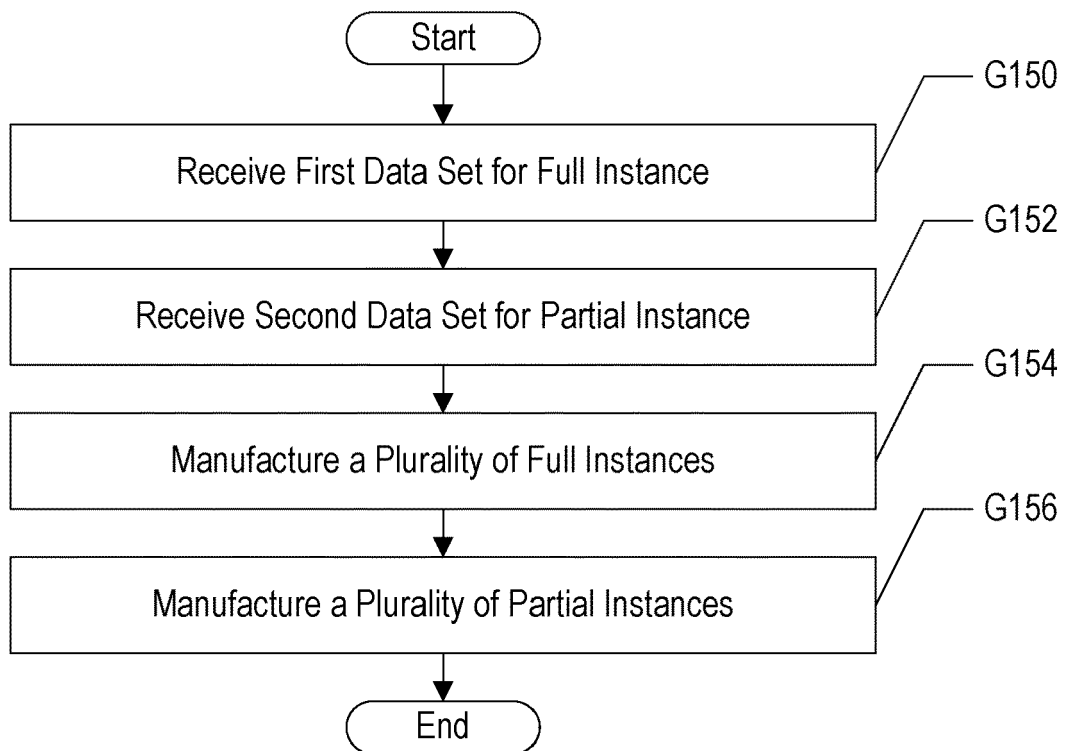 Start
G150
Receive First Data Set for Full Instance
G152
Receive Second Data Set for Partial Instance
G154
Manufacture a Plurality of Full Instances
G156
Manufacture a Plurality of Partial Instances
End